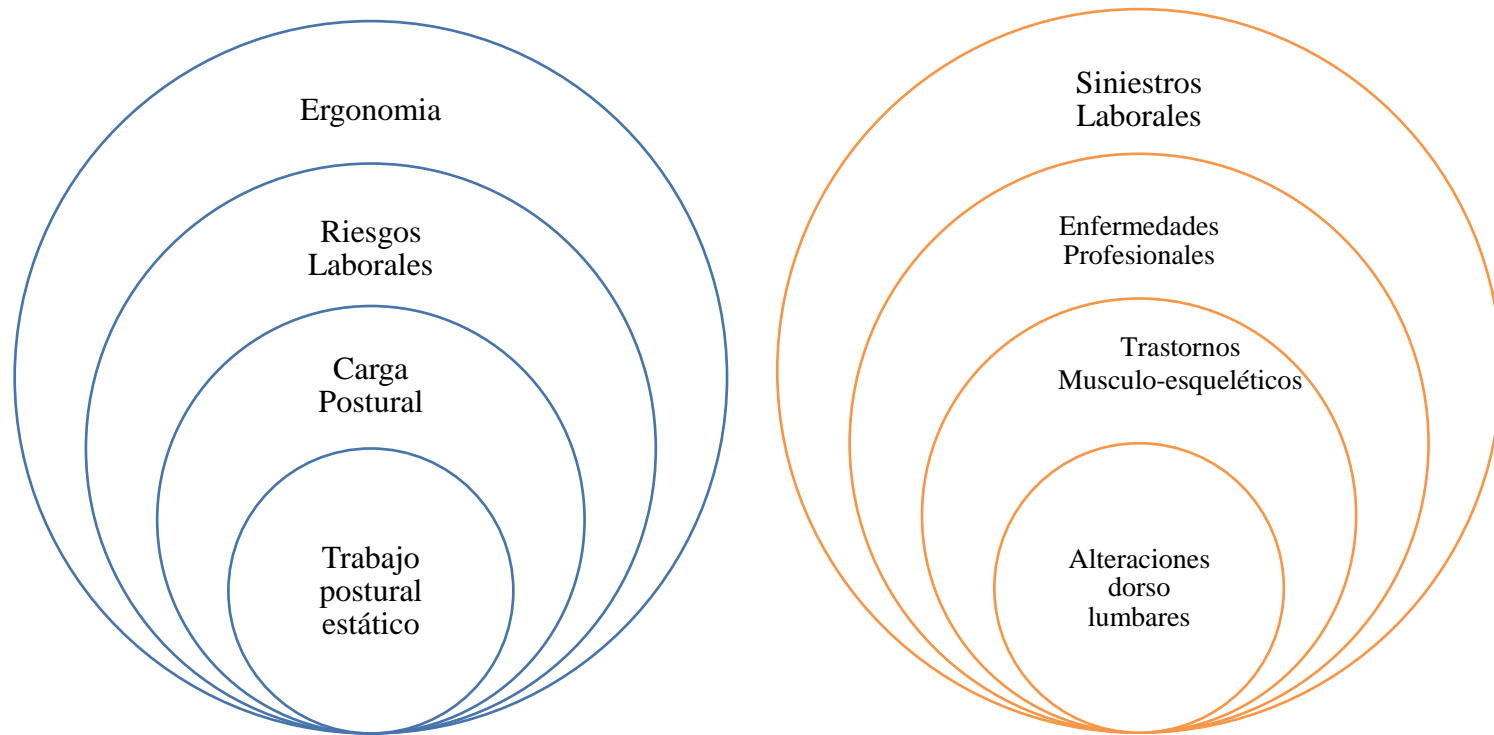 Ergonomia
Riesgos
Laborales
Carga
Postural
Trabajo
postural
estático
Siniestros
Laborales
Enfermedades
Profesionales
Trastornos
Musculo-esqueléticos
Alteraciones
dorso
lumbares